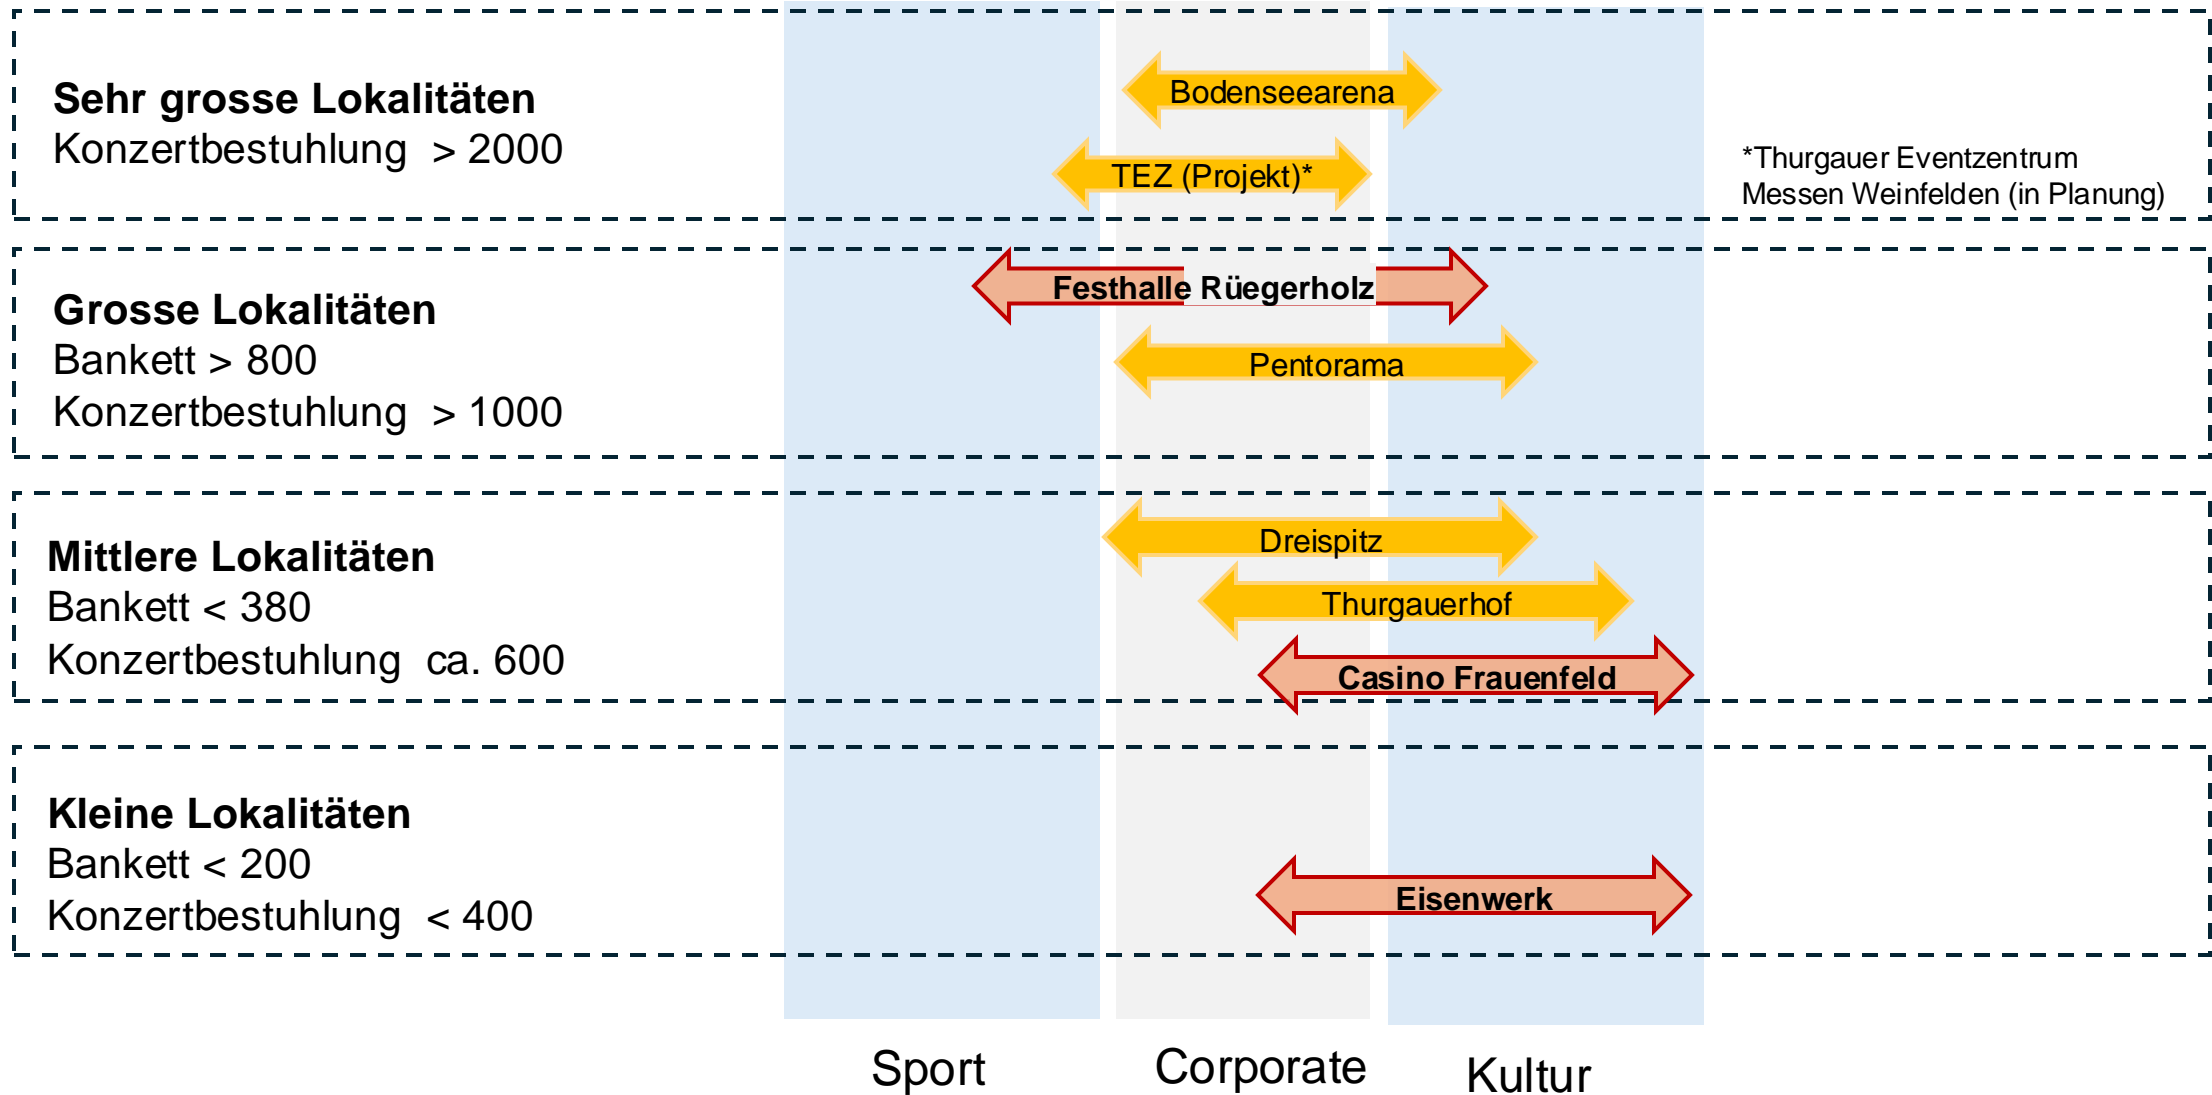 Sehr grosse Lokalitäten
Konzertbestuhlung > 2000
Bodenseearena
TEZ (Projekt)*
*Thurgauer Eventzentrum
Messen Weinfelden (in Planung)
Grosse Lokalitäten
Bankett > 800
Konzertbestuhlung > 1000
Festhalle Rüegerholz
Pentorama
Mittlere Lokalitäten
Bankett < 380
Konzertbestuhlung ca. 600
Dreispitz
Thurgauerhof
Casino Frauenfeld
Kleine Lokalitäten
Bankett < 200
Konzertbestuhlung < 400
Eisenwerk
Sport
Corporate
Kultur